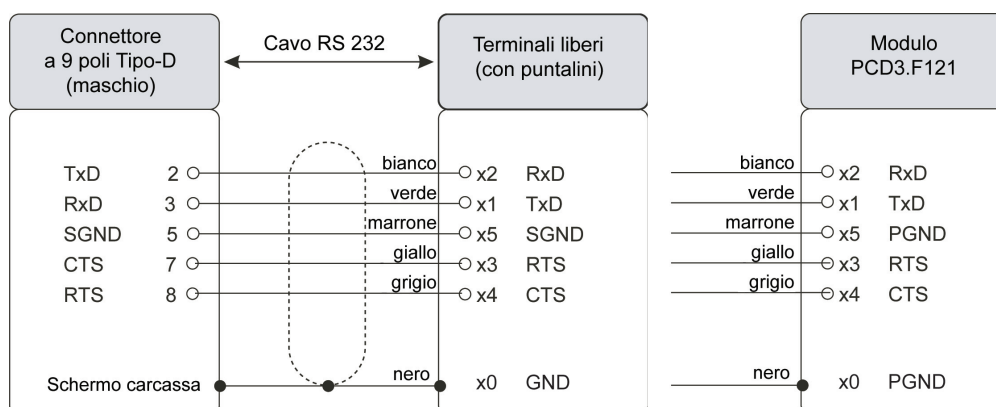 Connettore
a 9 poli Tipo-D
(maschio)
Cavo RS 232
Terminali liberi
(con puntalini)
Modulo
PCD3.F121
TxD 2 bianco x2 RxD bianco x2 RxD
RxD 3 verde x1 TxD verde x1 TxD
SGND 5 marrone x5 SGND marrone x5 PGND
CTS 7 giallo x3 RTS giallo x3 RTS
RTS 8 grigio x4 CTS grigio x4 CTS
Schermo carcassa nero x0 GND nero x0 PGND